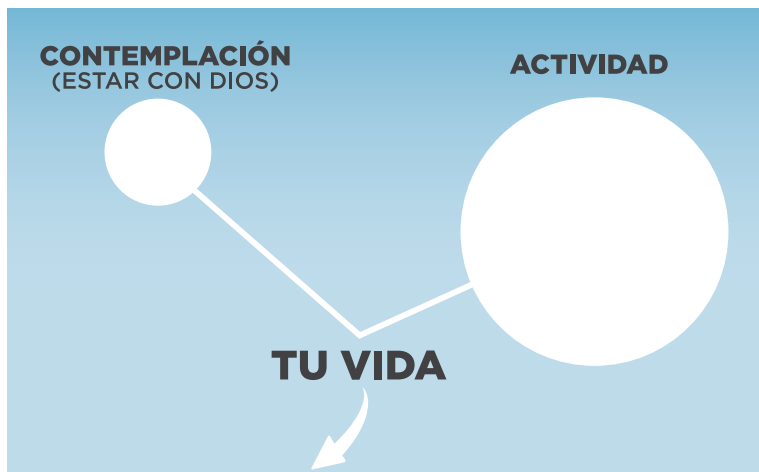 CONTEMPLACIÓN
(ESTAR CON DIOS)
ACTIVIDAD
TU VIDA